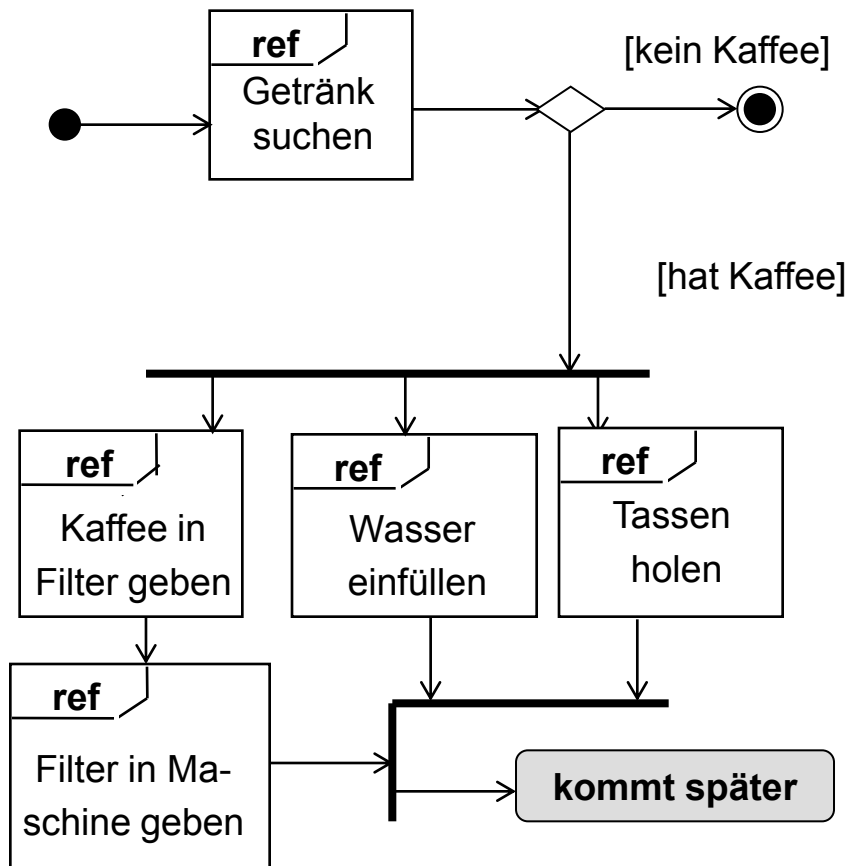 ref
Getränk
suchen
[kein Kaffee]
[hat Kaffee]
ref
Kaffee in
Filter geben
ref
Wasser
einfüllen
ref
Tassen
holen
ref
Filter in Ma-
schine geben
kommt später